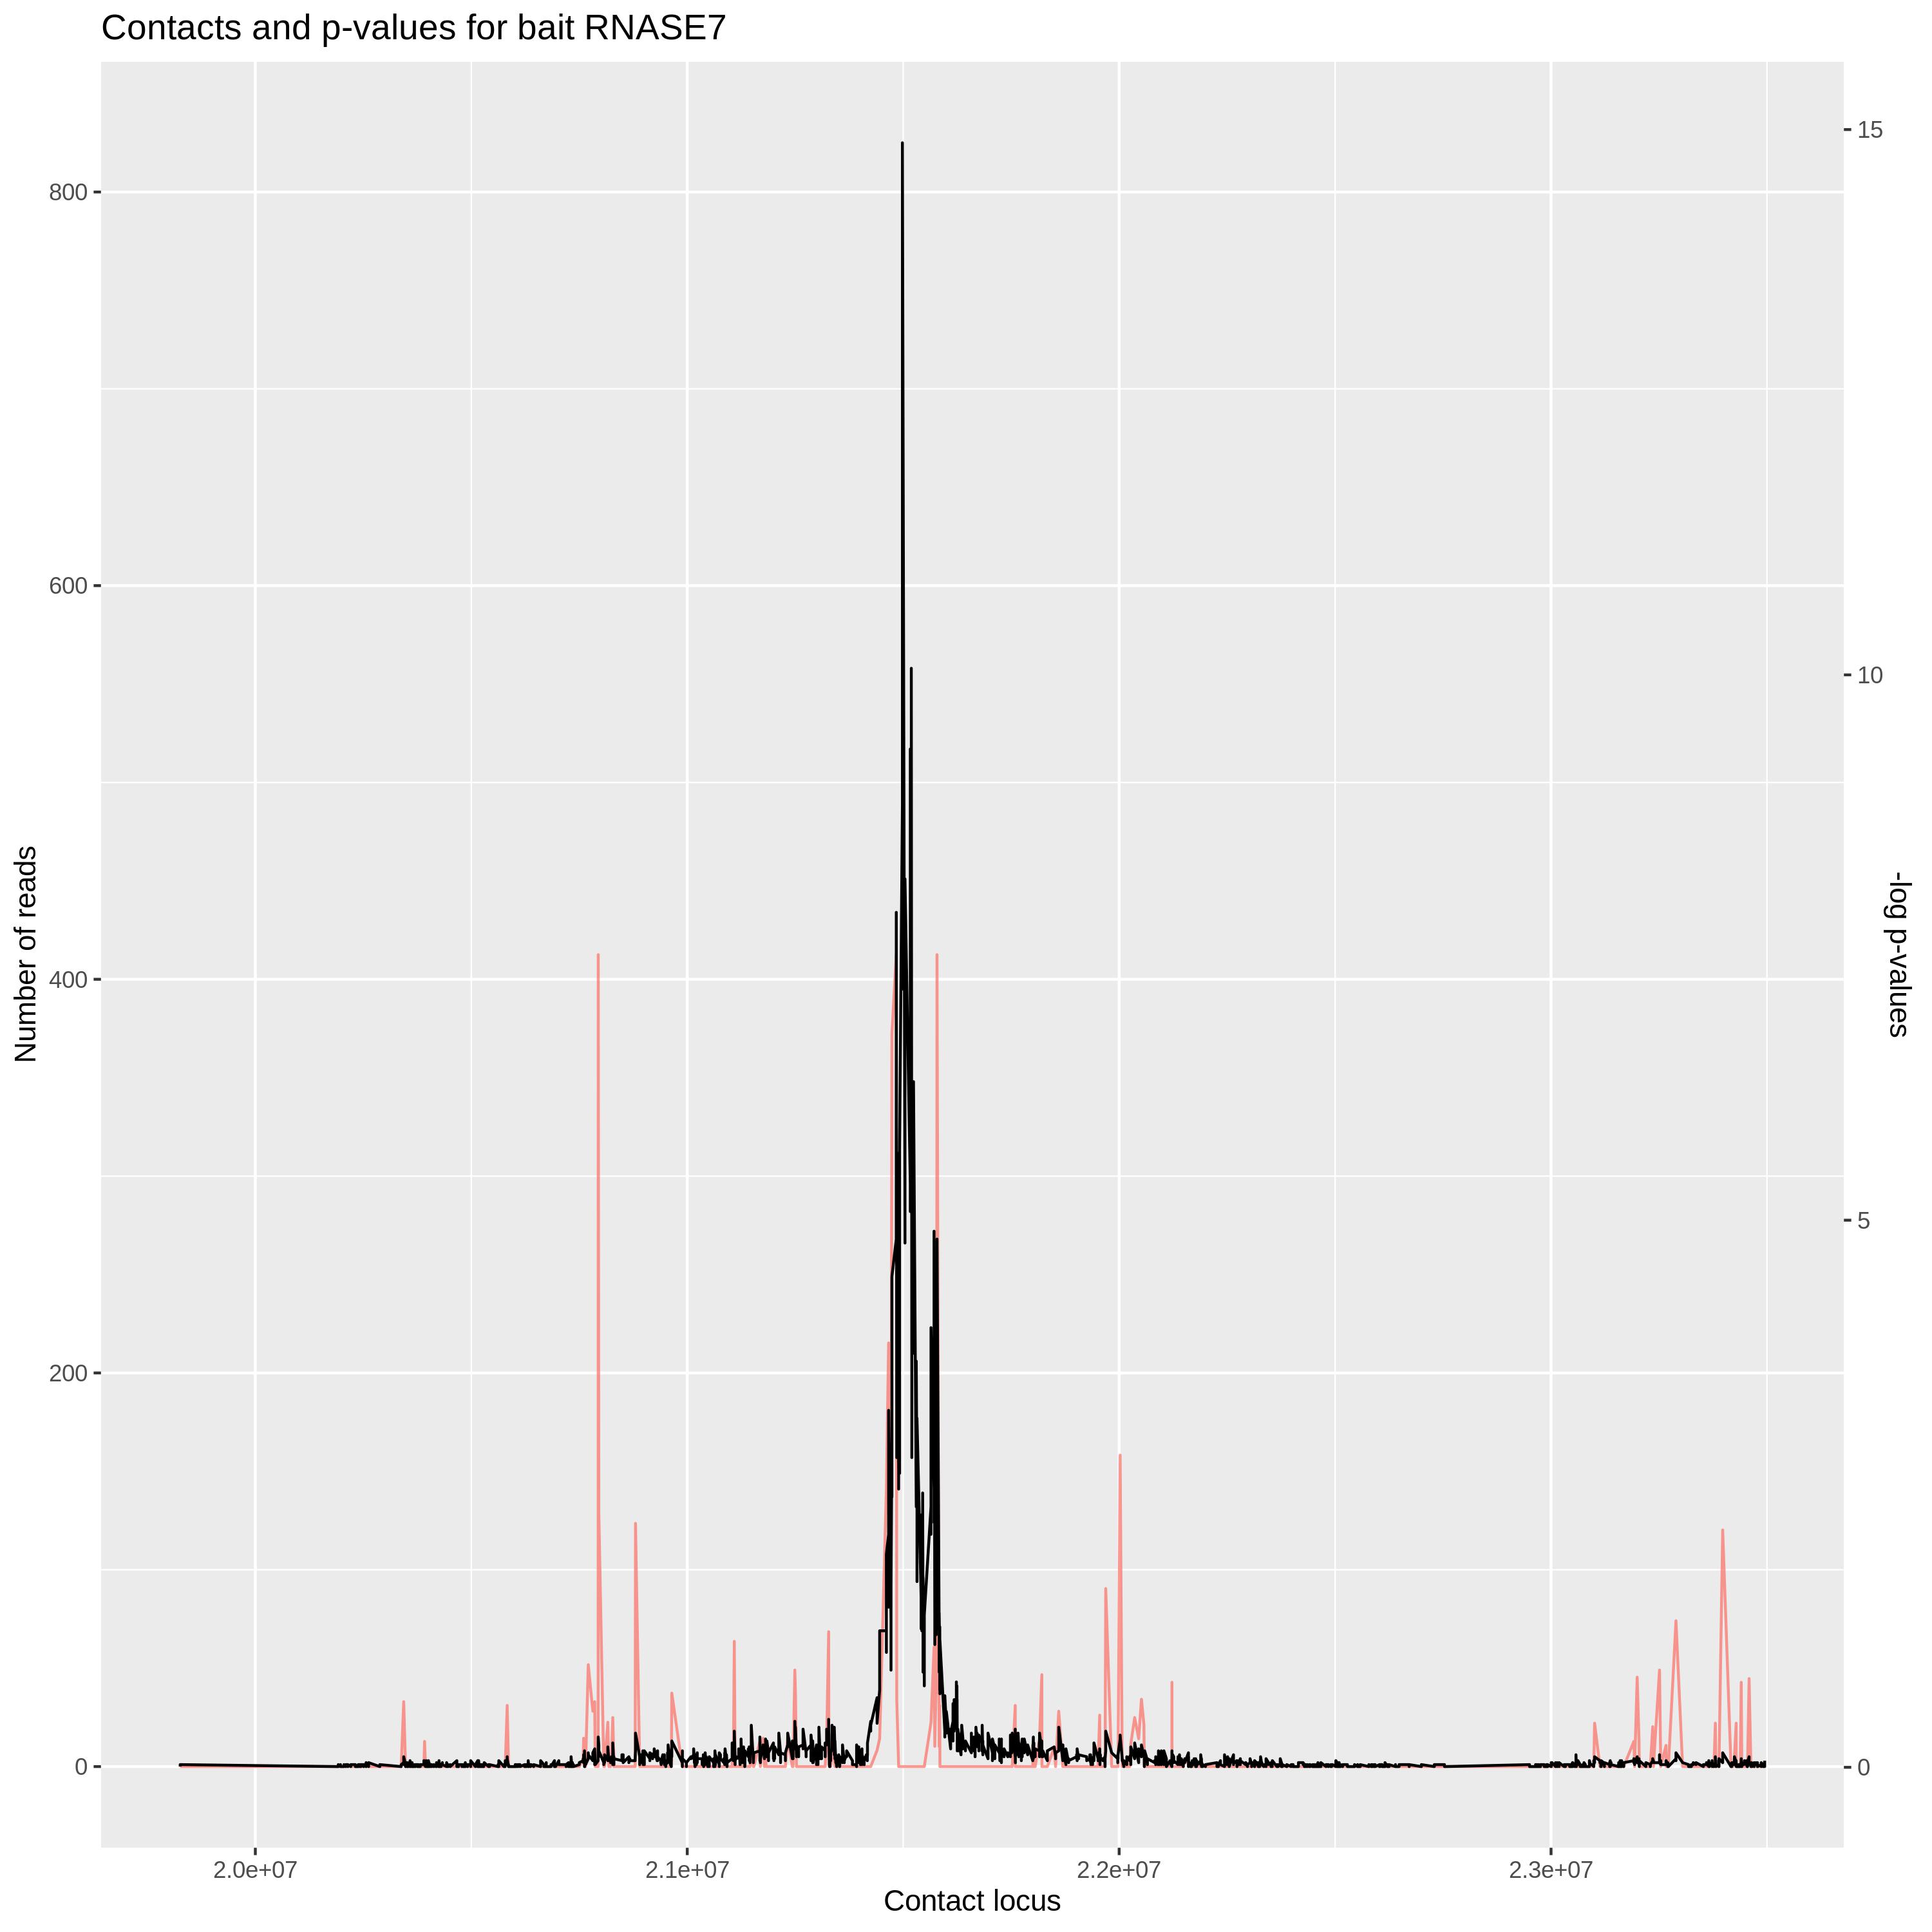 Contacts and p-values for bait RNASE7
800
600
400
200
0
Number of reads
15
10
5
0
-log p-values
2.0e+07
2.1e+07
2.2e+07
2.3e+07
Contact locus